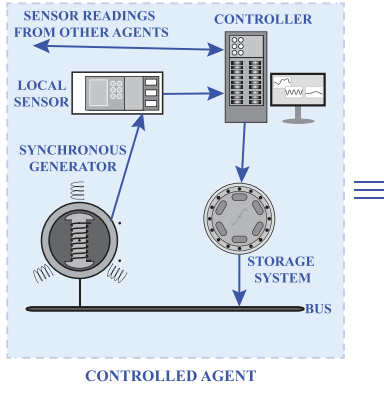 SENSOR READINGS
FROM OTHER AGENTS
CONTROLLER
LOCAL
SENSOR
SYNCHRONOUS
GENERATOR
STORAGE
SYSTEM
BUS
CONTROLLED AGENT